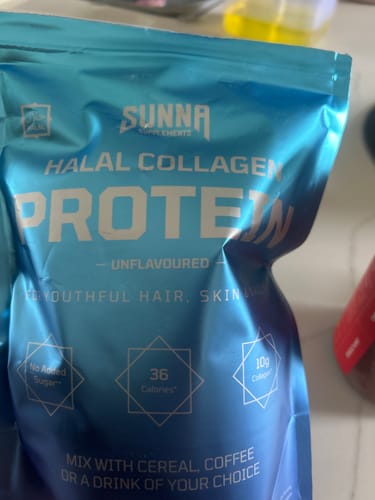 SUNNA
SUPPLEMENTS
HALAL COLLAGEN
PROTEIN
— UNFLAVOURED —
YOUTHFUL HAIR, SKIN
No Added
Sugar**
36
Calories*
10g
Collagen*
MIX WITH CEREAL, COFFEE
OR A DRINK OF YOUR CHOICE